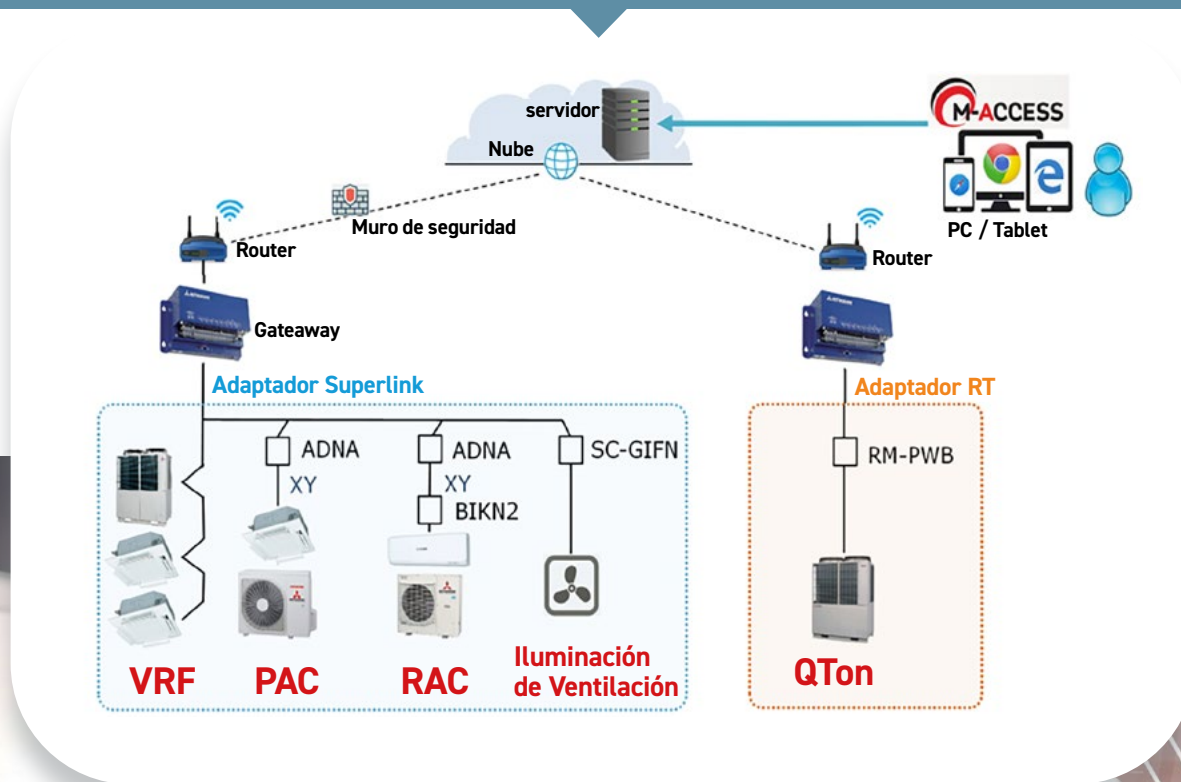 servidor
Nube
M-ACCESS
PC / Tablet
Muro de seguridad
Router
Router
Gateaway
Adaptador Superlink
Adaptador RT
ADNA
XY
ADNA
XY
BIKN2
SC-GIFN
RM-PWB
VRF
PAC
RAC
Iluminación
de Ventilación
QTon